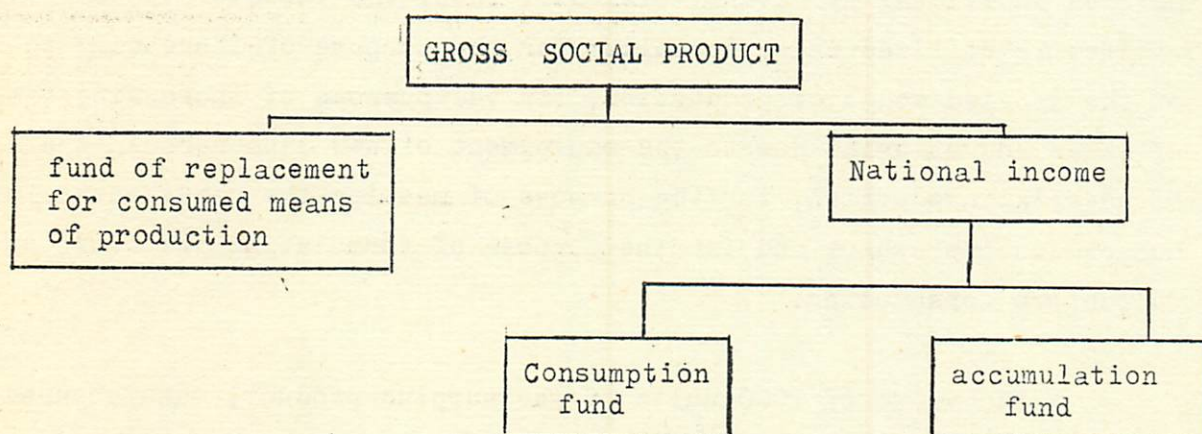 GROSS SOCIAL PRODUCT
fund of replacement
for consumed means
of production
National income
Consumption
fund
accumulation
fund